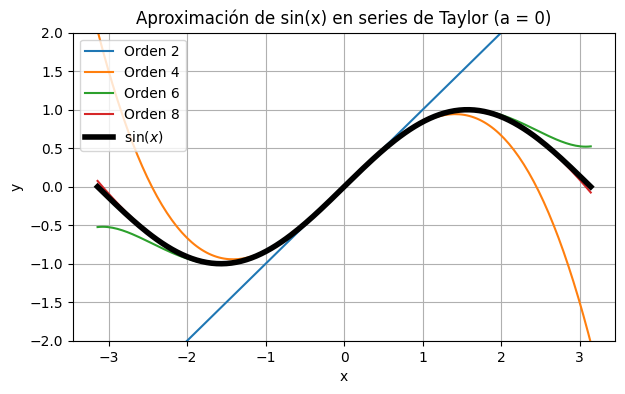 Aproximación de sin(x) en series de Taylor (a = 0)
Orden 2
Orden 4
Orden 6
Orden 8
sin(x)
2.0
1.5
1.0
0.5
0.0
−0.5
−1.0
−1.5
−2.0
y
−3 −2 −1 0 1 2 3
x